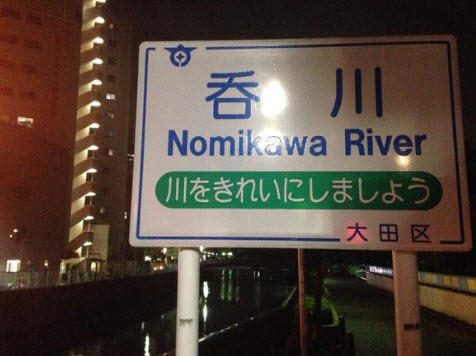 呑川
Nomikawa River
川をきれいにしましょう
大田区